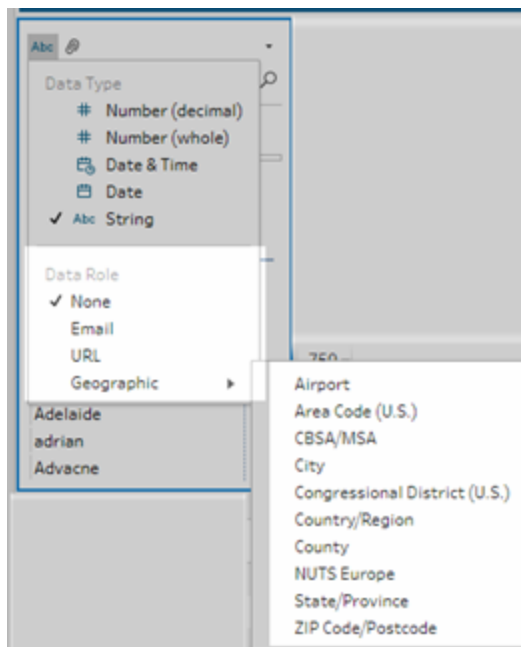 Abc
Data Type
# Number (decimal)
# Number (whole)
Date & Time
Date
✓ Abc String
Data Role
✓ None
Email
URL
Geographic
750
Adelaide
adrian
Advacne
Airport
Area Code (U.S.)
CBSA/MSA
City
Congressional District (U.S.)
Country/Region
County
NUTS Europe
State/Province
ZIP Code/Postcode